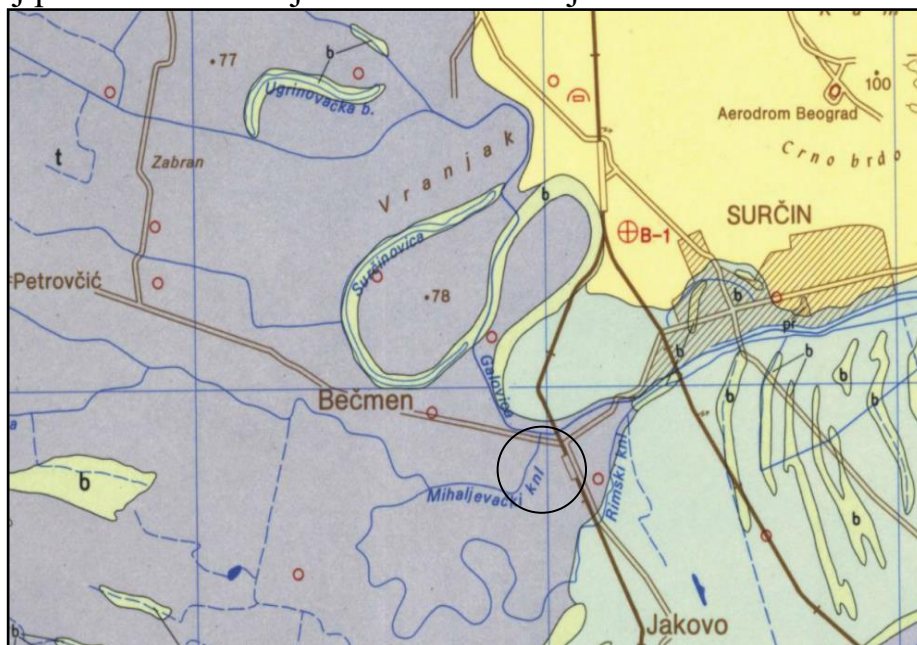 77
b
Ugrinovačka b.
100
Aerodrom Beograd
Crno brdo
t
Zabran
Vranjak
b
SURČIN
B-1
Surčinovica
Petrovčić
78
b
pr
b
b
b
b
Galovica
Bečmen
b
b
Mihaljevački knl
Rimski knl
b
b
Jakovo